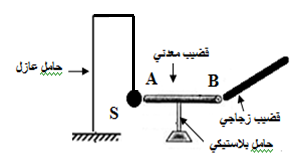 قضيب معدني
حامل عازل
A
B
S
قضيب زجاجي
حامل بلاستيكي